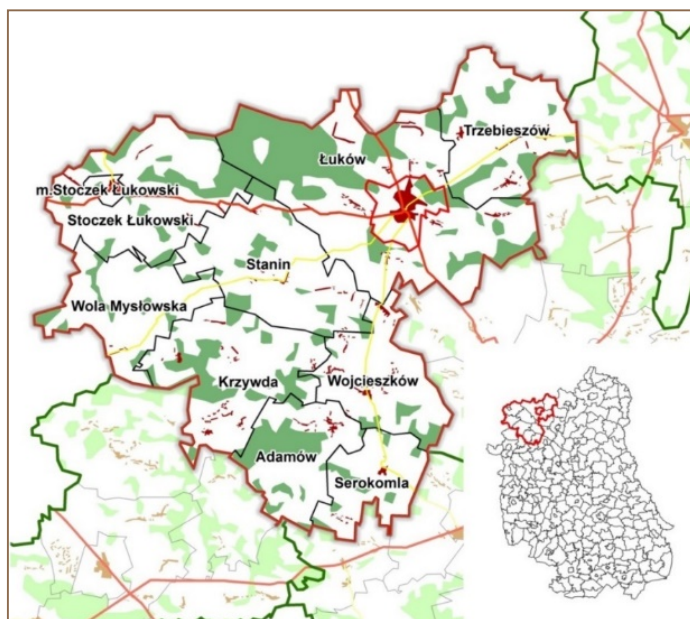 Trzebieszów
Łuków
m.Stoczek Łukowski
Stoczek Łukowski
Stanin
Wola Mysłowska
Krzywda
Wojcieszków
Adamów
Serokomla